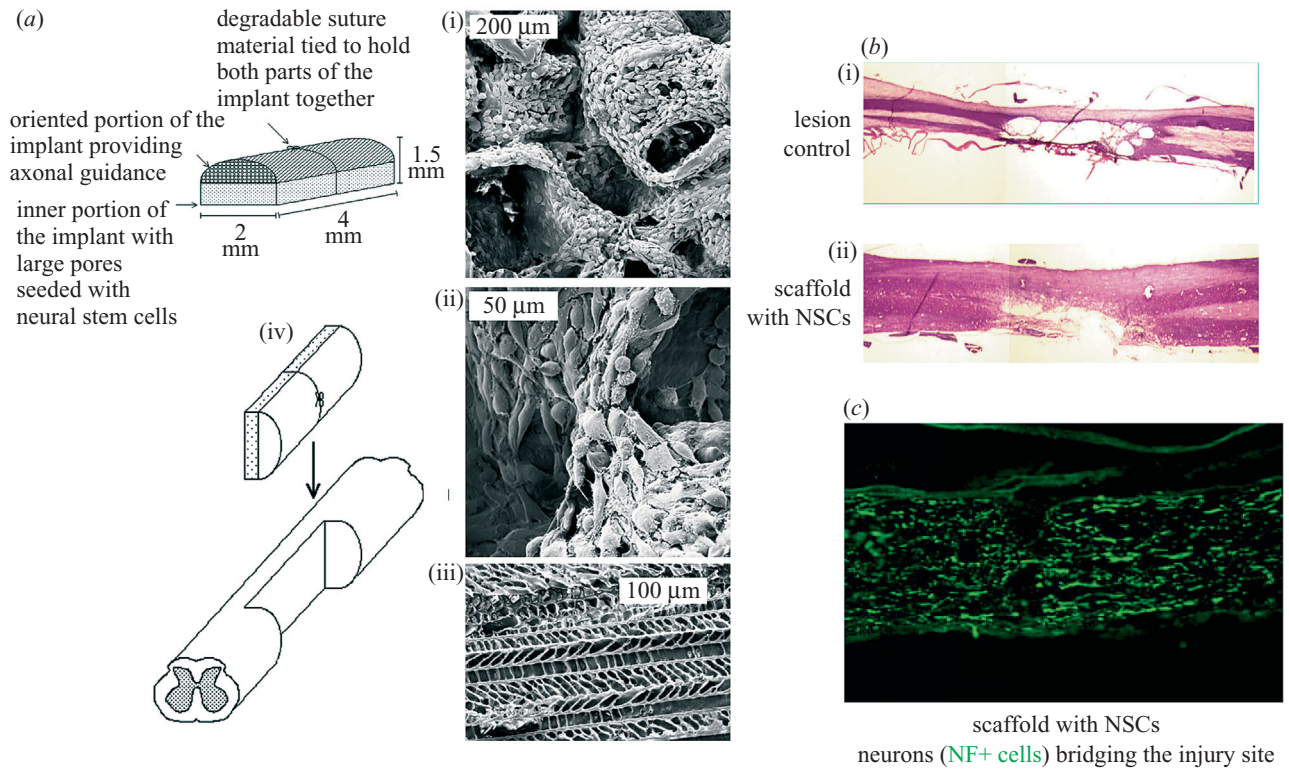 (a)
degradable suture
material tied to hold
both parts of the
implant together
oriented portion of the
implant providing
axonal guidance
1.5
mm
inner portion of
the implant with
large pores
seeded with
neural stem cells
2
mm
4
mm
(i)
200 μm
(ii)
50 μm
(iii)
100 μm
(iv)
(b)
(i)
lesion
control
(ii)
scaffold
with NSCs
(c)
scaffold with NSCs
neurons (NF+ cells) bridging the injury site